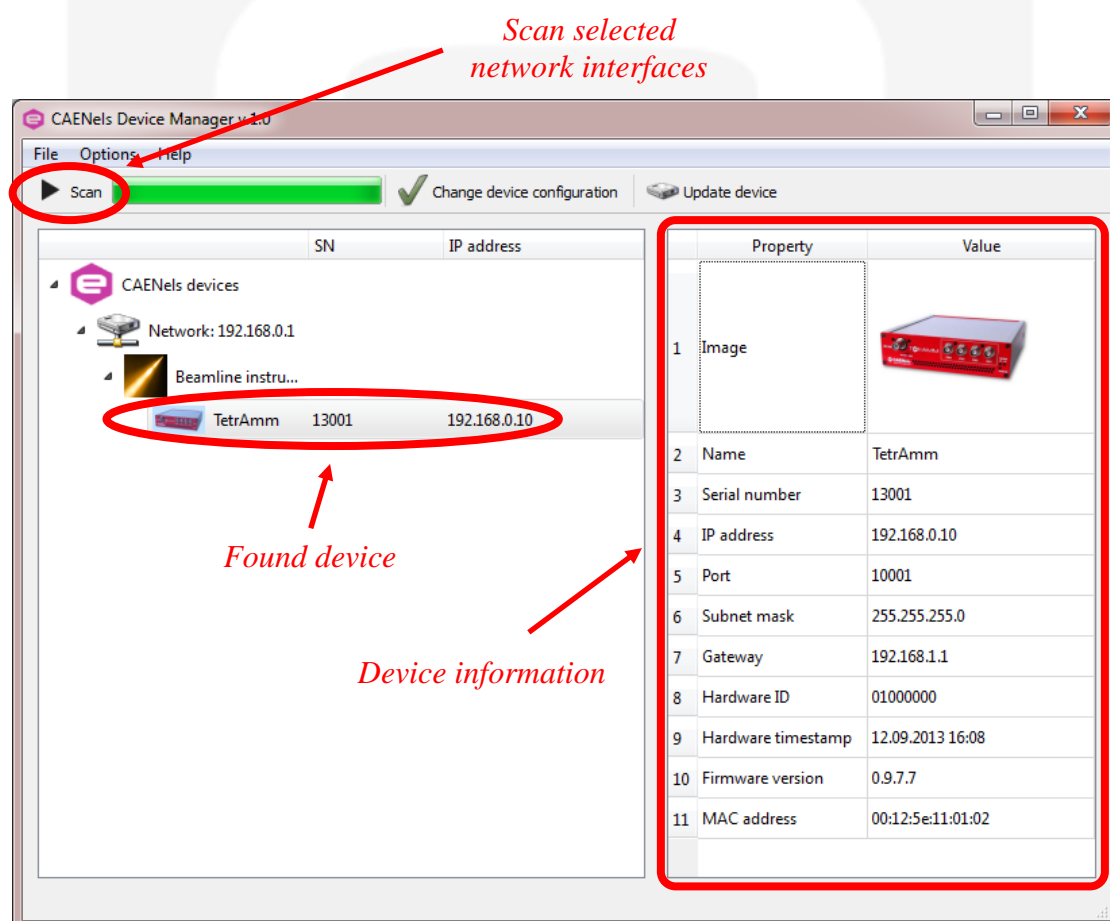 Scan selected
network interfaces
CAENels Device Manager v.1.0
File Options Help
Scan Change device configuration Update device
SN IP address
CAENels devices
Network: 192.168.0.1
Beamline instru...
TetrAmm 13001 192.168.0.10
Found device
Device information
Property Value
1 Image
2 Name TetrAmm
3 Serial number 13001
4 IP address 192.168.0.10
5 Port 10001
6 Subnet mask 255.255.255.0
7 Gateway 192.168.1.1
8 Hardware ID 01000000
9 Hardware timestamp 12.09.2013 16:08
10 Firmware version 0.9.7.7
11 MAC address 00:12:5e:11:01:02